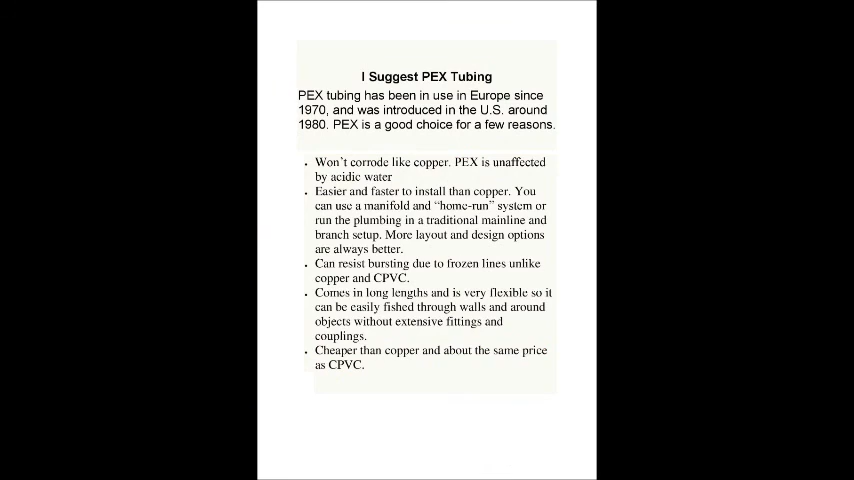 I Suggest PEX Tubing
PEX tubing has been in use in Europe since
1970, and was introduced in the U.S. around
1980. PEX is a good choice for a few reasons.
• Won't corrode like copper. PEX is unaffected
by acidic water
• Easier and faster to install than copper. You
can use a manifold and “home-run” system or
run the plumbing in a traditional mainline and
branch setup. More layout and design options
are always better.
• Can resist bursting due to frozen lines unlike
copper and CPVC.
• Comes in long lengths and is very flexible so it
can be easily fished through walls and around
objects without extensive fittings and
couplings.
• Cheaper than copper and about the same price
as CPVC.